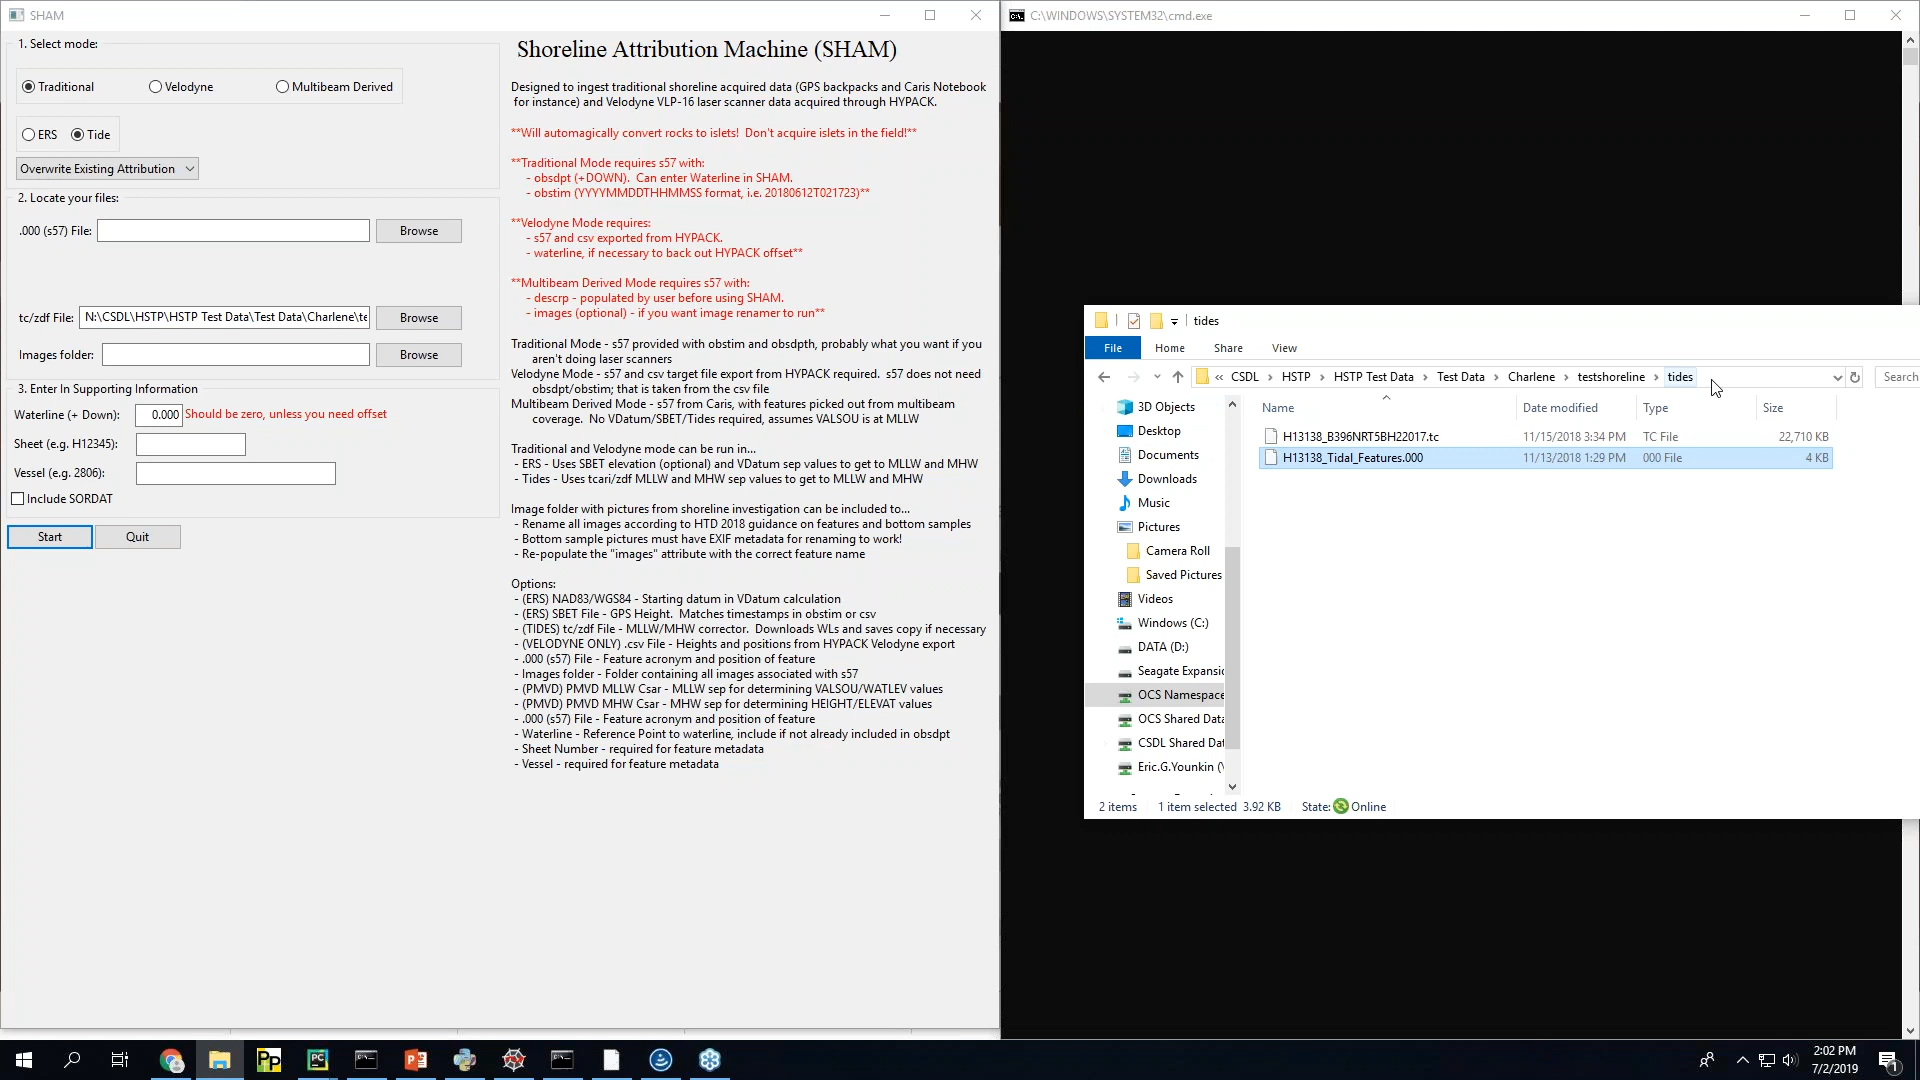 SHAM
1. Select mode:
Traditional
Velodyne
Multibeam Derived
ERS
Tide
Overwrite Existing Attribution
2. Locate your files:
.000 (s57) File:
Browse
tc/zdf File:
N:\CSDL\HSTP\HSTP Test Data\Test Data\Charlene\te
Browse
Images folder:
Browse
3. Enter In Supporting Information
Waterline (+ Down):
0.000
Should be zero, unless you need offset
Sheet (e.g. H12345):
Vessel (e.g. 2806):
Include SORDAT
Start
Quit
Shoreline Attribution Machine (SHAM)
Designed to ingest traditional shoreline acquired data (GPS backpacks and Caris Notebook
for instance) and Velodyne VLP-16 laser scanner data acquired through HYPACK.
**Will automagically convert rocks to islets!  Don't acquire islets in the field!**
**Traditional Mode requires s57 with:
- obsdpt (+DOWN).  Can enter Waterline in SHAM.
- obstim (YYYYMMDDTHHMMSS format, i.e. 20180612T021723)**
**Velodyne Mode requires:
- s57 and csv exported from HYPACK.
- waterline, if necessary to back out HYPACK offset**
**Multibeam Derived Mode requires s57 with:
- descrp - populated by user before using SHAM.
- images (optional) - if you want image renamer to run**
Traditional Mode - s57 provided with obstim and obsdpth, probably what you want if you
aren't doing laser scanners
Velodyne Mode - s57 and csv target file export from HYPACK required.  s57 does not need
obsdpt/obstim; that is taken from the csv file
Multibeam Derived Mode - s57 from Caris, with features picked out from multibeam
coverage.  No VDatum/SBET/Tides required, assumes VALSOU is at MLLW
Traditional and Velodyne mode can be run in...
- ERS - Uses SBET elevation (optional) and VDatum sep values to get to MLLW and MHW
- Tides - Uses tcari/zdf MLLW and MHW sep values to get to MLLW and MHW
Image folder with pictures from shoreline investigation can be included to...
- Rename all images according to HTD 2018 guidance on features and bottom samples
- Bottom sample pictures must have EXIF metadata for renaming to work!
- Re-populate the "images" attribute with the correct feature name
Options:
- (ERS) NAD83/WGS84 - Starting datum in VDatum calculation
- (ERS) SBET File - GPS Height.  Matches timestamps in obstim or csv
- (TIDES) tc/zdf File - MLLW/MHW corrector.  Downloads WLs and saves copy if necessary
- (VELODYNE ONLY) .csv File - Heights and positions from HYPACK Velodyne export
- .000 (s57) File - Feature acronym and position of feature
- Images folder - Folder containing all images associated with s57
- (PMVD) PMVD MLLW Csar - MLLW sep for determining VALSOU/WATLEV values
- (PMVD) PMVD MHW Csar - MHW sep for determining HEIGHT/ELEVAT values
- .000 (s57) File - Feature acronym and position of feature
- Waterline - Reference Point to waterline, include if not already included in obsdpt
- Sheet Number - required for feature metadata
- Vessel - required for feature metadata
C:\WINDOWS\SYSTEM32\cmd.exe
tides
File
Home
Share
View
« CSDL > HSTP > HSTP Test Data > Test Data > Charlene > testshoreline > tides
Search
Name
Date modified
Type
Size
H13138_B396NRT5BH22017.tc
11/15/2018 3:34 PM
TC File
22,710 KB
H13138_Tidal_Features.000
11/13/2018 1:29 PM
000 File
4 KB
3D Objects
Desktop
Documents
Downloads
Music
Pictures
Camera Roll
Saved Pictures
Videos
Windows (C:)
DATA (D:)
Seagate Expansi
OCS Namespace
OCS Shared Data
CSDL Shared Dat
Eric.G.Younkin (\
2 items
1 item selected  3.92 KB
State:
Online
2:02 PM
7/2/2019
1